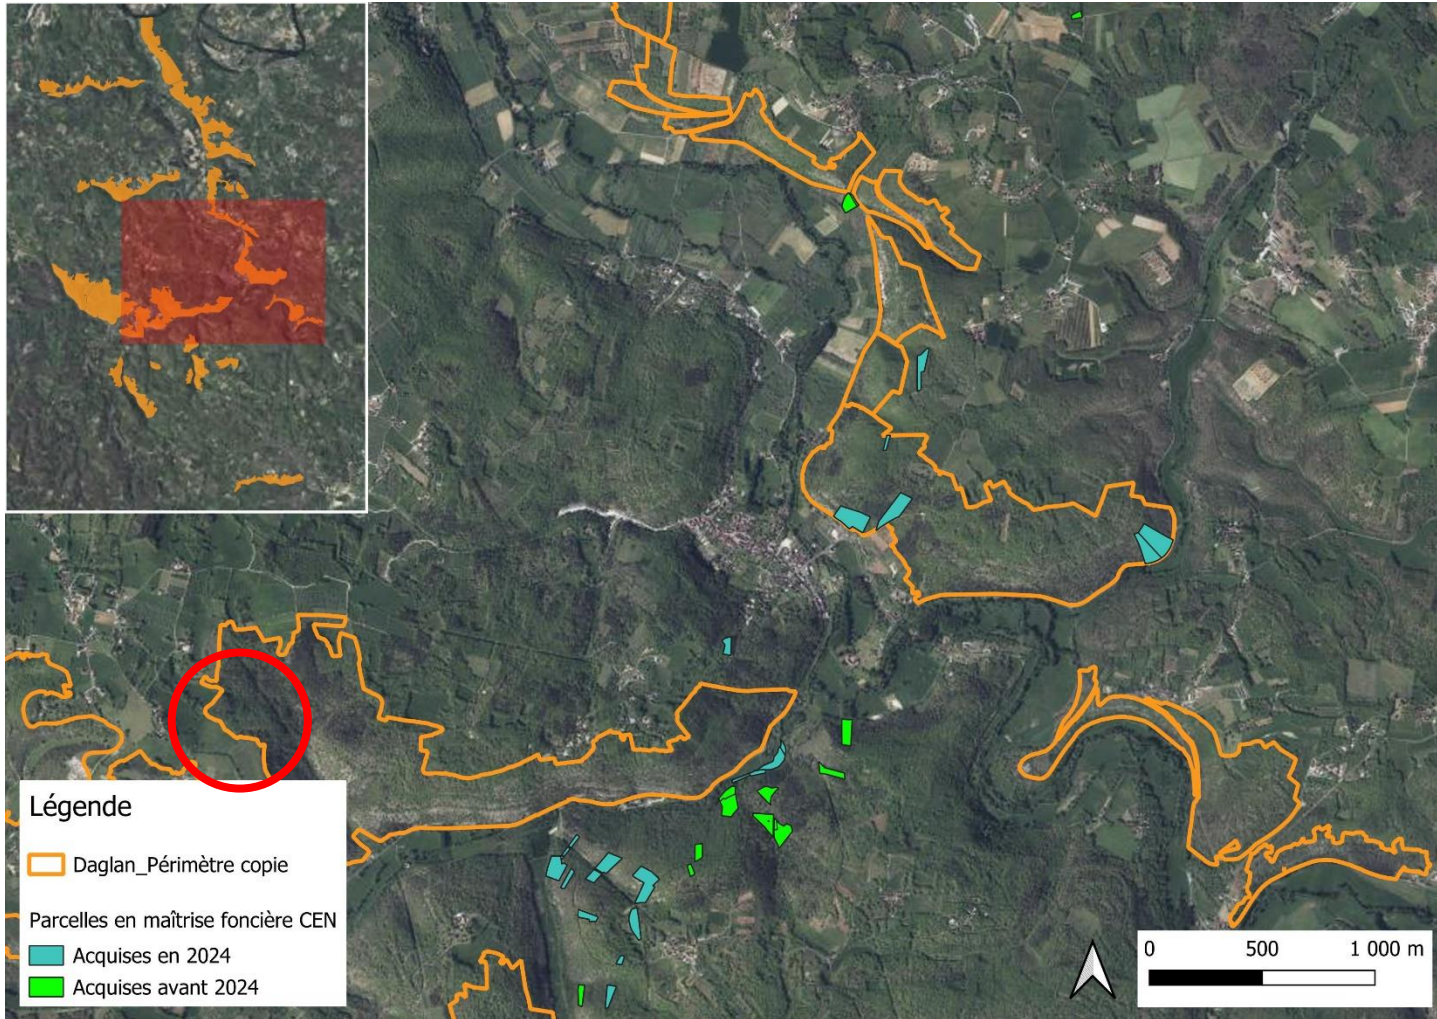 Légende
Daglan_Périmètre copie
Parcelles en maîtrise foncière CEN
Acquises en 2024
Acquises avant 2024
0 500 1 000 m